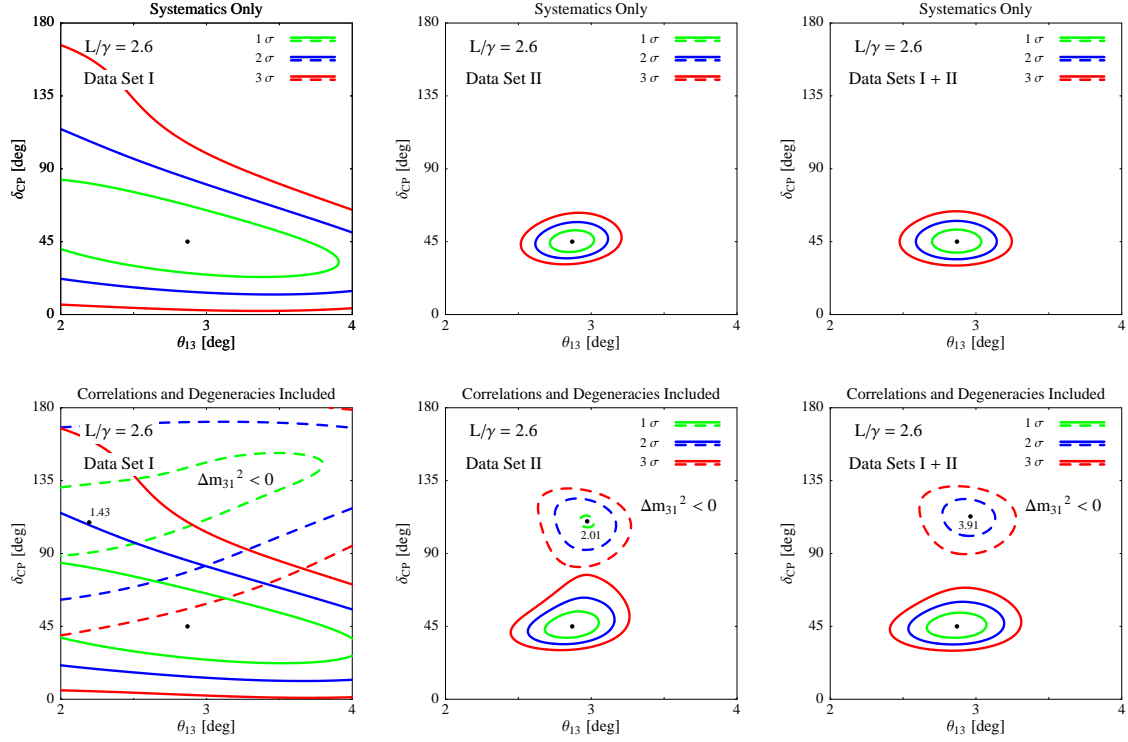 Systematics Only
L/γ = 2.6
Data Set I
1 σ
2 σ
3 σ
180
135
90
45
0
δCP [deg]
2
3
4
θ13 [deg]
Systematics Only
L/γ = 2.6
Data Set II
1 σ
2 σ
3 σ
180
135
90
45
0
δCP [deg]
2
3
4
θ13 [deg]
Systematics Only
L/γ = 2.6
Data Sets I + II
1 σ
2 σ
3 σ
180
135
90
45
0
δCP [deg]
2
3
4
θ13 [deg]
Correlations and Degeneracies Included
L/γ = 2.6
Data Set I
1 σ
2 σ
3 σ
Δm31² < 0
1.43
180
135
90
45
0
δCP [deg]
2
3
4
θ13 [deg]
Correlations and Degeneracies Included
L/γ = 2.6
Data Set II
1 σ
2 σ
3 σ
Δm31² < 0
2.01
180
135
90
45
0
δCP [deg]
2
3
4
θ13 [deg]
Correlations and Degeneracies Included
L/γ = 2.6
Data Sets I + II
1 σ
2 σ
3 σ
Δm31² < 0
3.91
180
135
90
45
0
δCP [deg]
2
3
4
θ13 [deg]